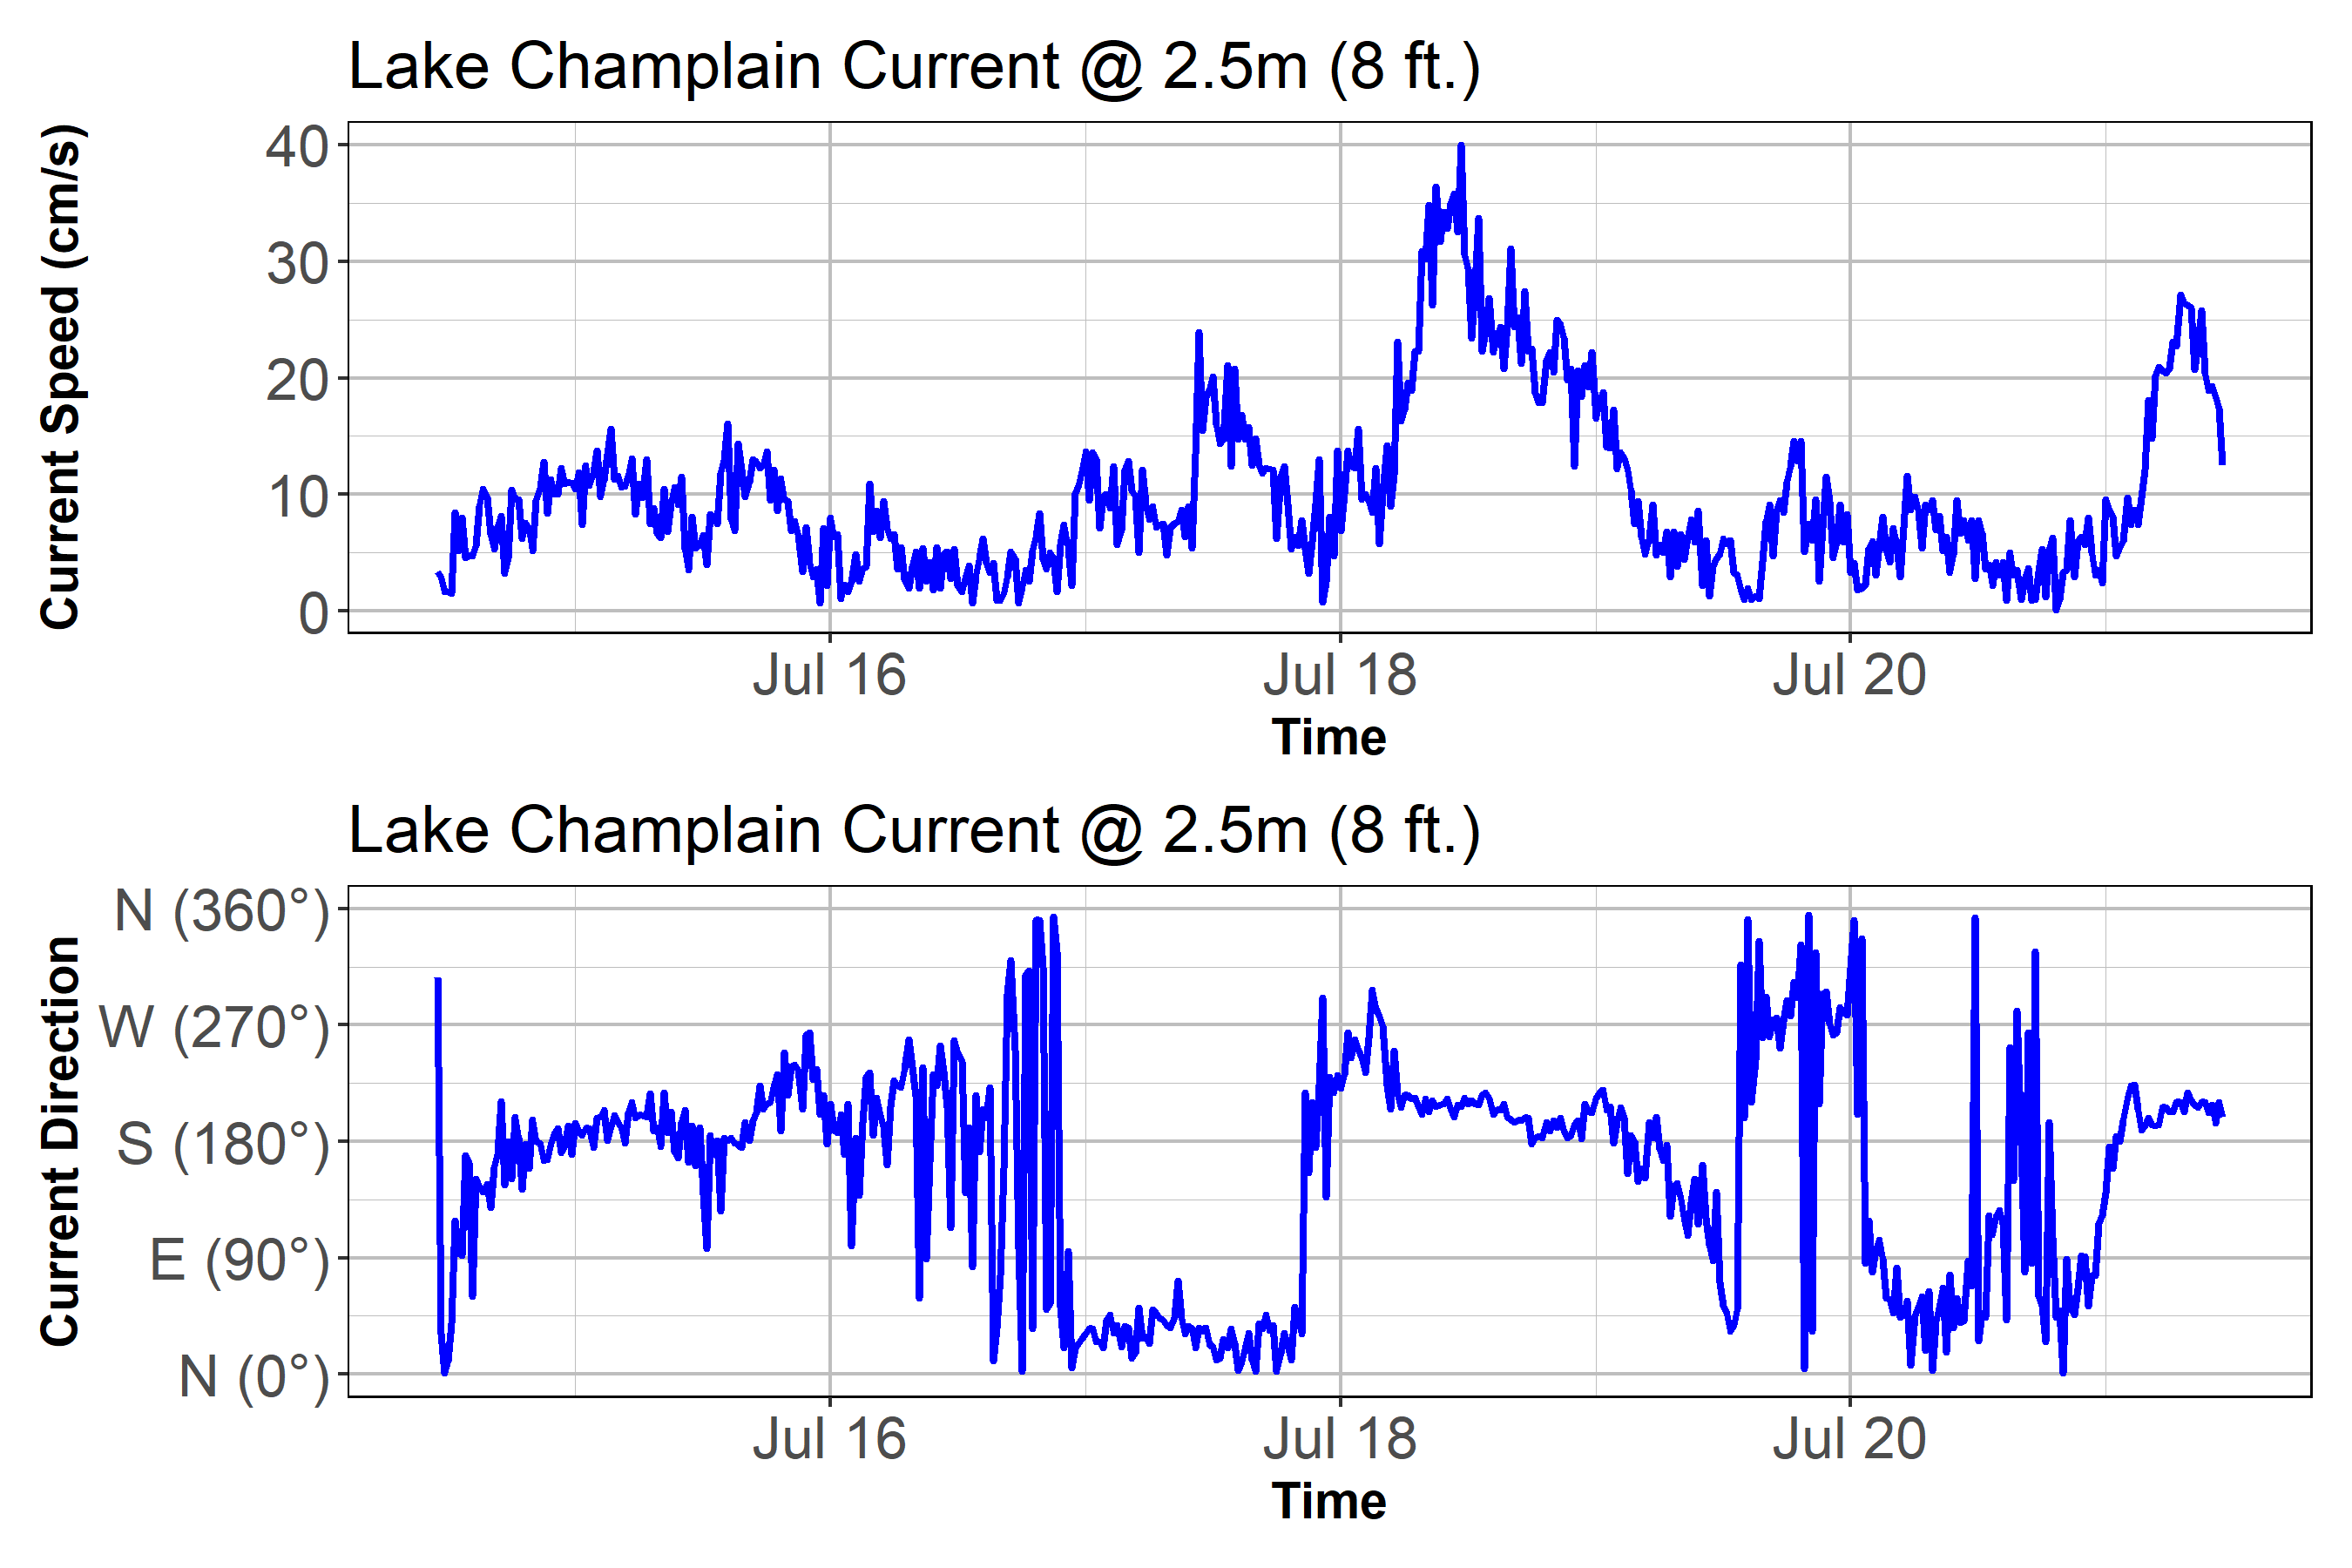 Lake Champlain Current @ 2.5m (8 ft.)
Current Speed (cm/s)
40
30
20
10
0
Jul 16 Jul 18 Jul 20
Time
Lake Champlain Current @ 2.5m (8 ft.)
Current Direction
N (360°)
W (270°)
S (180°)
E (90°)
N (0°)
Jul 16 Jul 18 Jul 20
Time